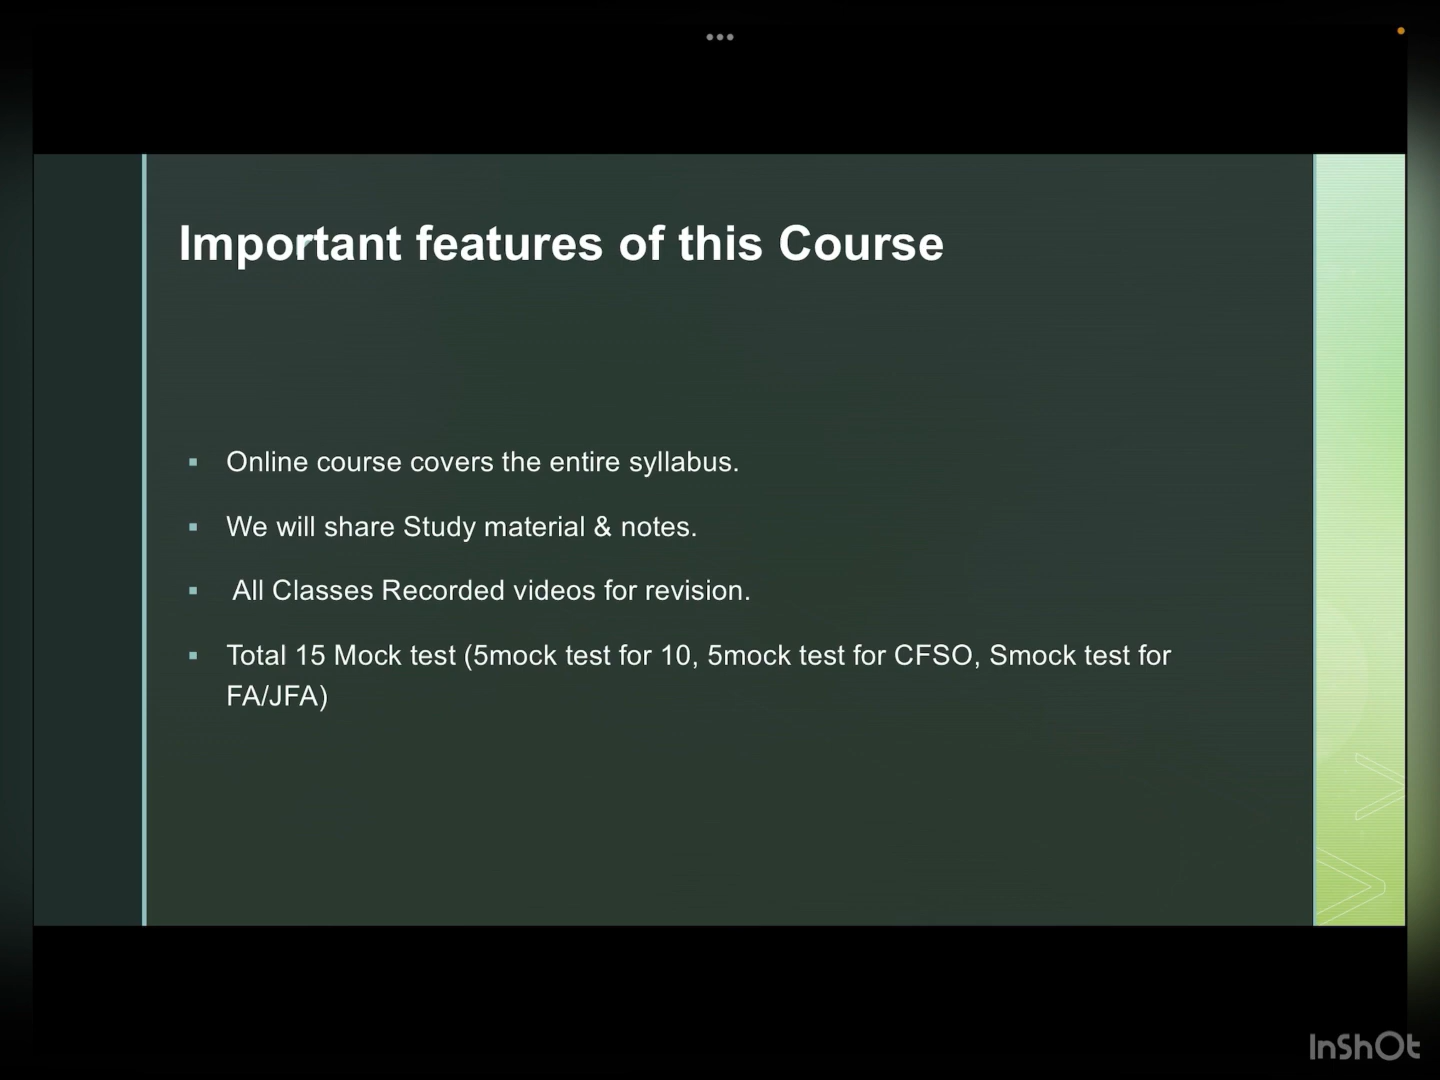 Important features of this Course
▪ Online course covers the entire syllabus.
▪ We will share Study material & notes.
▪ All Classes Recorded videos for revision.
▪ Total 15 Mock test (5mock test for 10, 5mock test for CFSO, Smock test for
FA/JFA)
InShOt